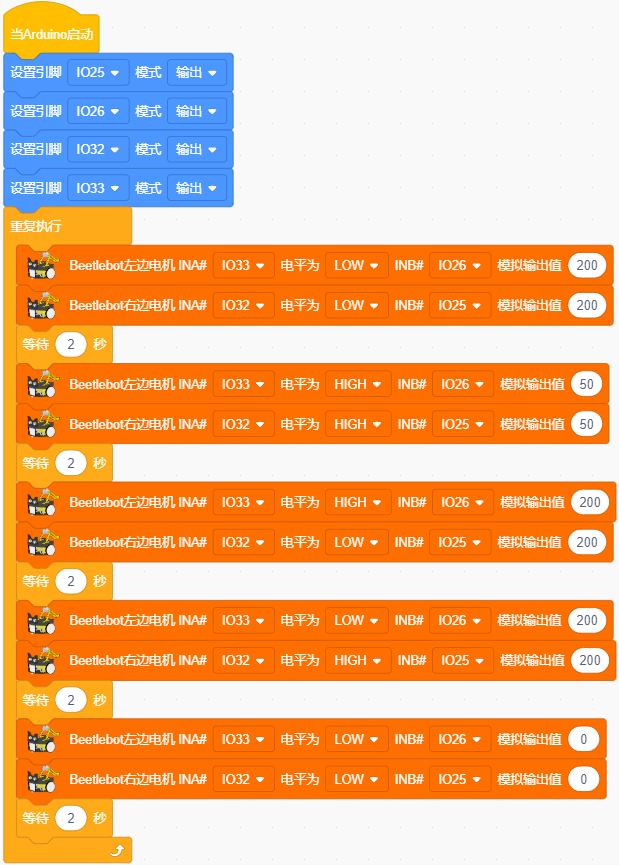 当Arduino启动
设置引脚 IO25 模式 输出
设置引脚 IO26 模式 输出
设置引脚 IO32 模式 输出
设置引脚 IO33 模式 输出
重复执行
Beetlebot左边电机 INA# IO33 电平为 LOW INB# IO26 模拟输出值 200
Beetlebot左边电机 INA# IO32 电平为 LOW INB# IO25 模拟输出值 200
等待 2 秒
Beetlebot左边电机 INA# IO33 电平为 HIGH INB# IO26 模拟输出值 50
Beetlebot右边电机 INA# IO32 电平为 HIGH INB# IO25 模拟输出值 50
等待 2 秒
Beetlebot左边电机 INA# IO33 电平为 HIGH INB# IO26 模拟输出值 200
Beetlebot右边电机 INA# IO32 电平为 LOW INB# IO25 模拟输出值 200
等待 2 秒
Beetlebot左边电机 INA# IO33 电平为 LOW INB# IO26 模拟输出值 200
Beetlebot右边电机 INA# IO32 电平为 HIGH INB# IO25 模拟输出值 200
等待 2 秒
Beetlebot左边电机 INA# IO33 电平为 LOW INB# IO26 模拟输出值 0
Beetlebot右边电机 INA# IO32 电平为 LOW INB# IO25 模拟输出值 0
等待 2 秒